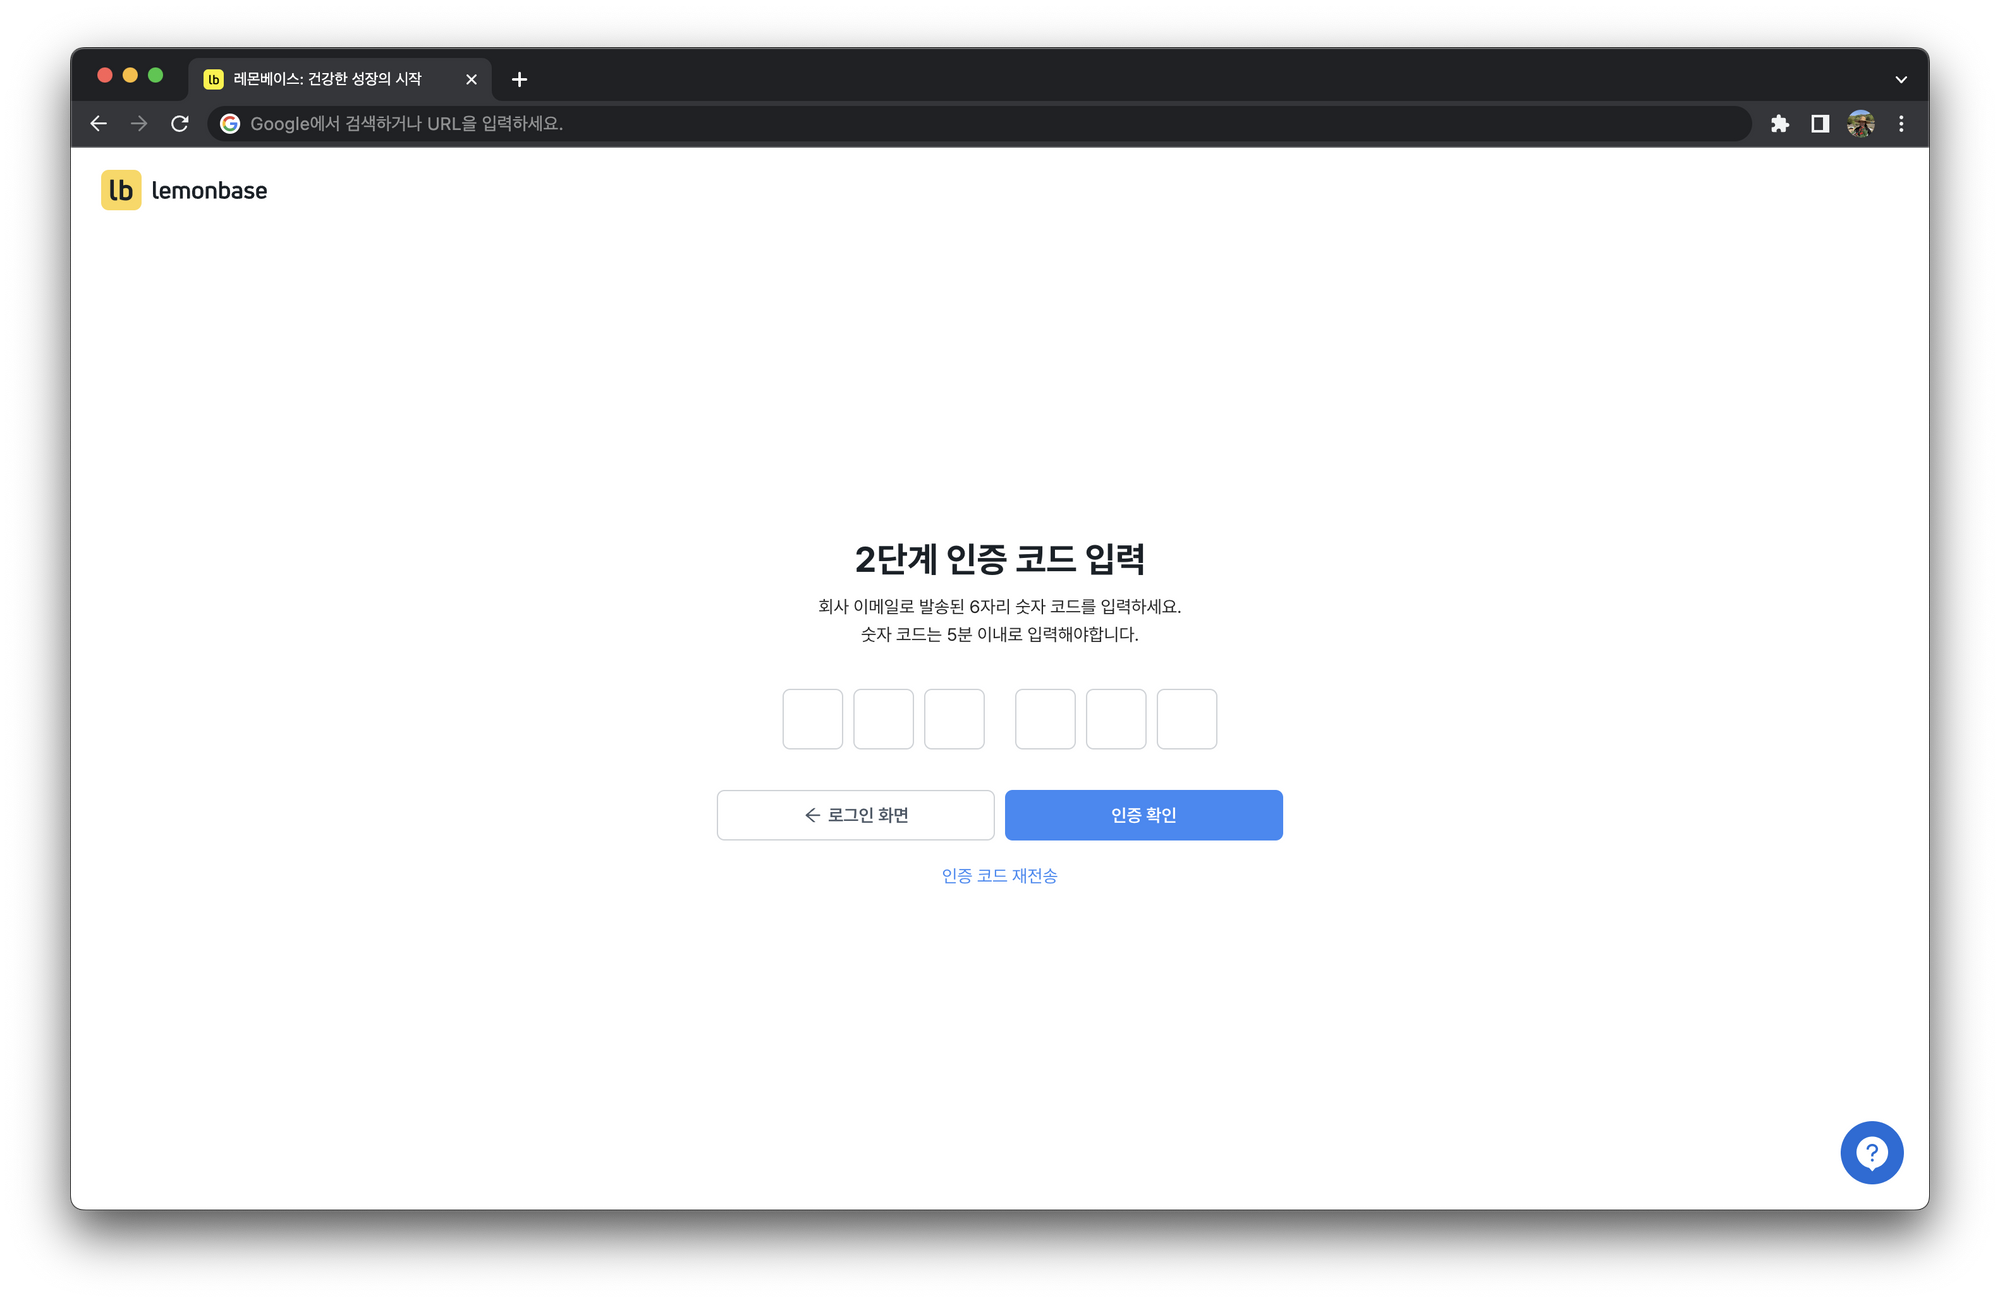 lb 레몬베이스: 건강한 성장의 시작
Google에서 검색하거나 URL을 입력하세요.
lb lemonbase
2단계 인증 코드 입력
회사 이메일로 발송된 6자리 숫자 코드를 입력하세요.
숫자 코드는 5분 이내로 입력해야합니다.
← 로그인 화면
인증 확인
인증 코드 재전송
?